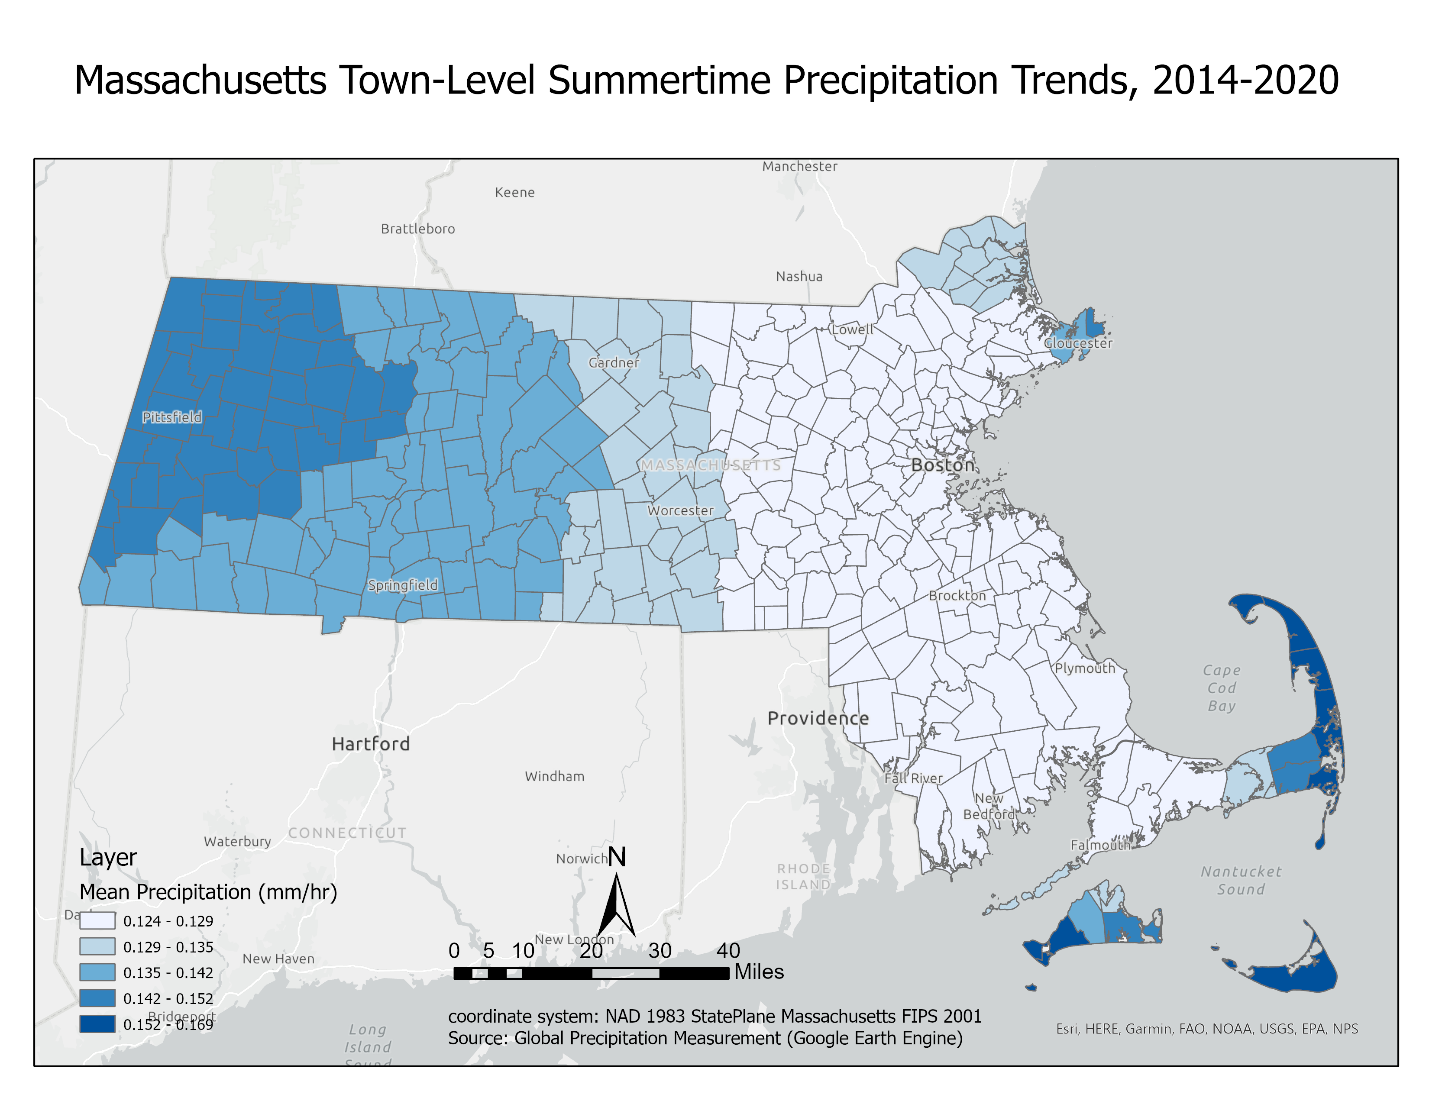 Massachusetts Town-Level Summertime Precipitation Trends, 2014-2020
Manchester
Keene
Brattleboro
Nashua
Lowell
Gloucester
Gardner
Pittsfield
MASSACHUSETTS
Boston
Worcester
Springfield
Brockton
Plymouth
Cape
Cod
Bay
Providence
Hartford
Fall River
Windham
New
Bedford
CONNECTICUT
Waterbury
Falmouth
Norwich
N
RHODE
ISLAND
Nantucket
Sound
Layer
Mean Precipitation (mm/hr)
0.124 - 0.129
0.129 - 0.135
0.135 - 0.142
0.142 - 0.152
0.152 - 0.169
New London
New Haven
Bridgeport
0 5 10 20 30 40
Miles
Long
Island
Sound
coordinate system: NAD 1983 StatePlane Massachusetts FIPS 2001
Source: Global Precipitation Measurement (Google Earth Engine)
Esri, HERE, Garmin, FAO, NOAA, USGS, EPA, NPS